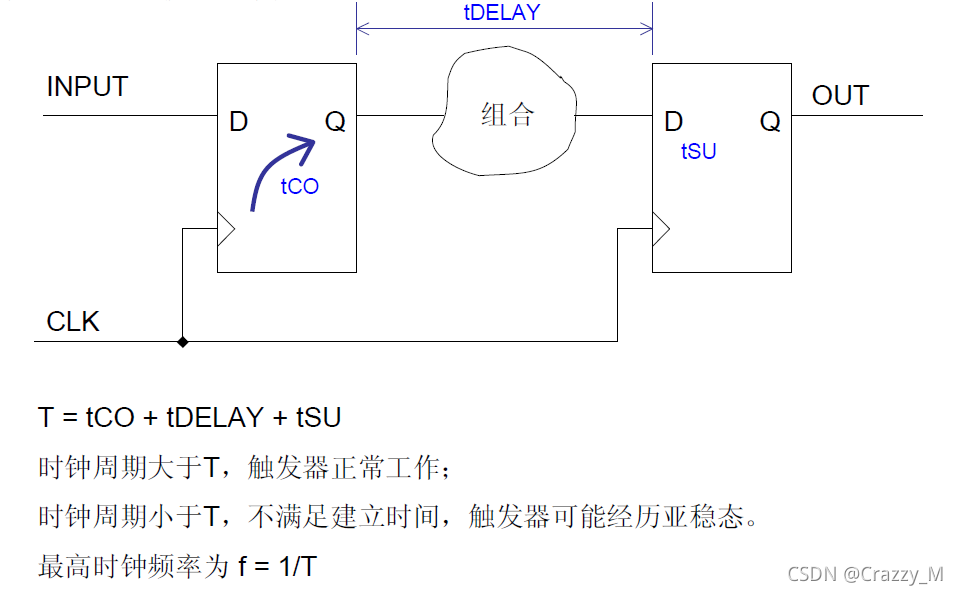 tDELAY
INPUT
D
Q
组合
D
Q
OUT
tCO
tSU
CLK
T = tCO + tDELAY + tSU
时钟周期大于T，触发器正常工作；
时钟周期小于T，不满足建立时间，触发器可能经历亚稳态。
最高时钟频率为 f = 1/T
CSDN @Crazzy_M